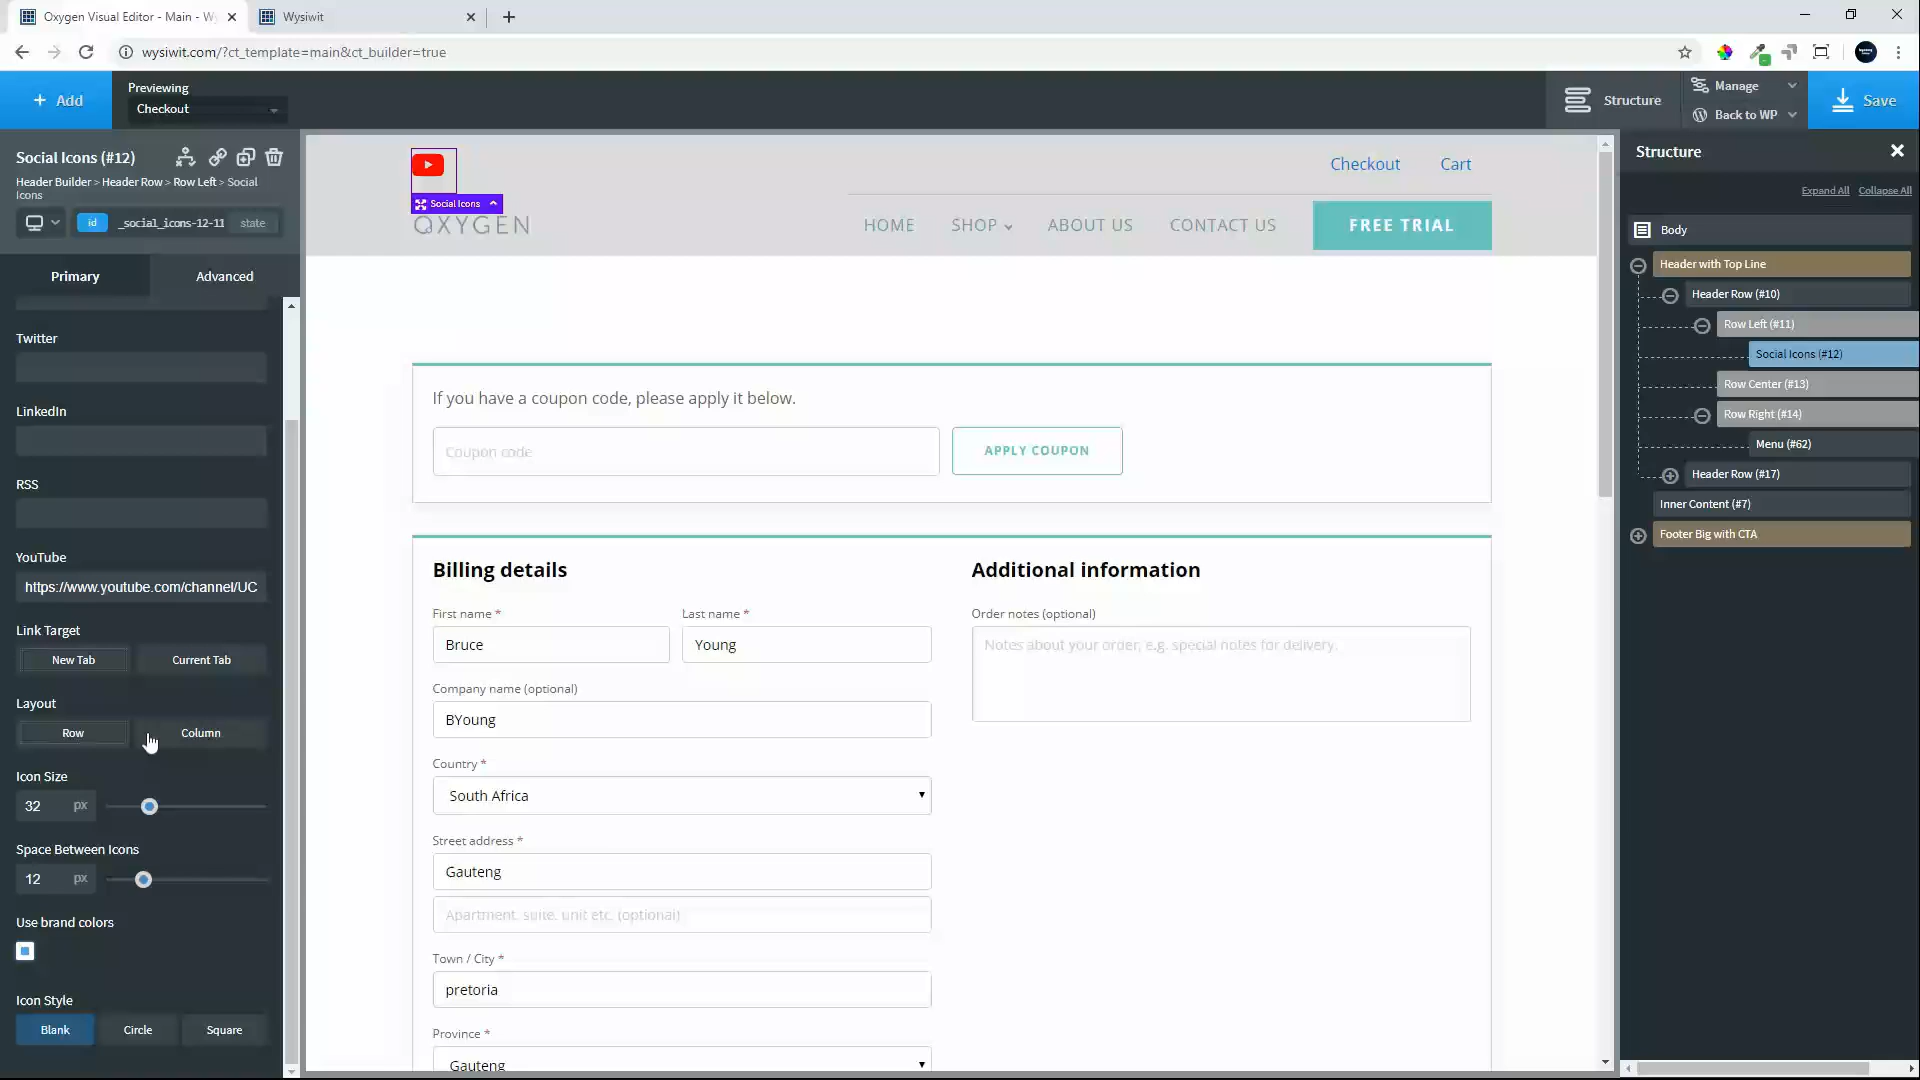 Oxygen Visual Editor - Main - W
Wysiwit
wysiwit.com/?ct_template=main&ct_builder=true
+ Add
Previewing
Checkout
Structure
Manage
Back to WP
Save
Social Icons (#12)
Header Builder > Header Row > Row Left > Social
Icons
id
_social_icons-12-11
state
Primary
Advanced
Twitter
LinkedIn
RSS
YouTube
https://www.youtube.com/channel/UC
Link Target
New Tab
Current Tab
Layout
Row
Column
Icon Size
32 px
Space Between Icons
12 px
Use brand colors
Icon Style
Blank
Circle
Square
Social Icons
OXYGEN
Checkout
Cart
HOME
SHOP
ABOUT US
CONTACT US
FREE TRIAL
If you have a coupon code, please apply it below.
Coupon code
APPLY COUPON
Billing details
First name *
Last name *
Bruce
Young
Company name (optional)
BYoung
Country *
South Africa
Street address *
Gauteng
Apartment, suite, unit etc. (optional)
Town / City *
pretoria
Province *
Gauteng
Additional information
Order notes (optional)
Notes about your order, e.g. special notes for delivery.
Structure
Expand All
Collapse All
Body
Header with Top Line
Header Row (#10)
Row Left (#11)
Social Icons (#12)
Row Center (#13)
Row Right (#14)
Menu (#62)
Header Row (#17)
Inner Content (#7)
Footer Big with CTA